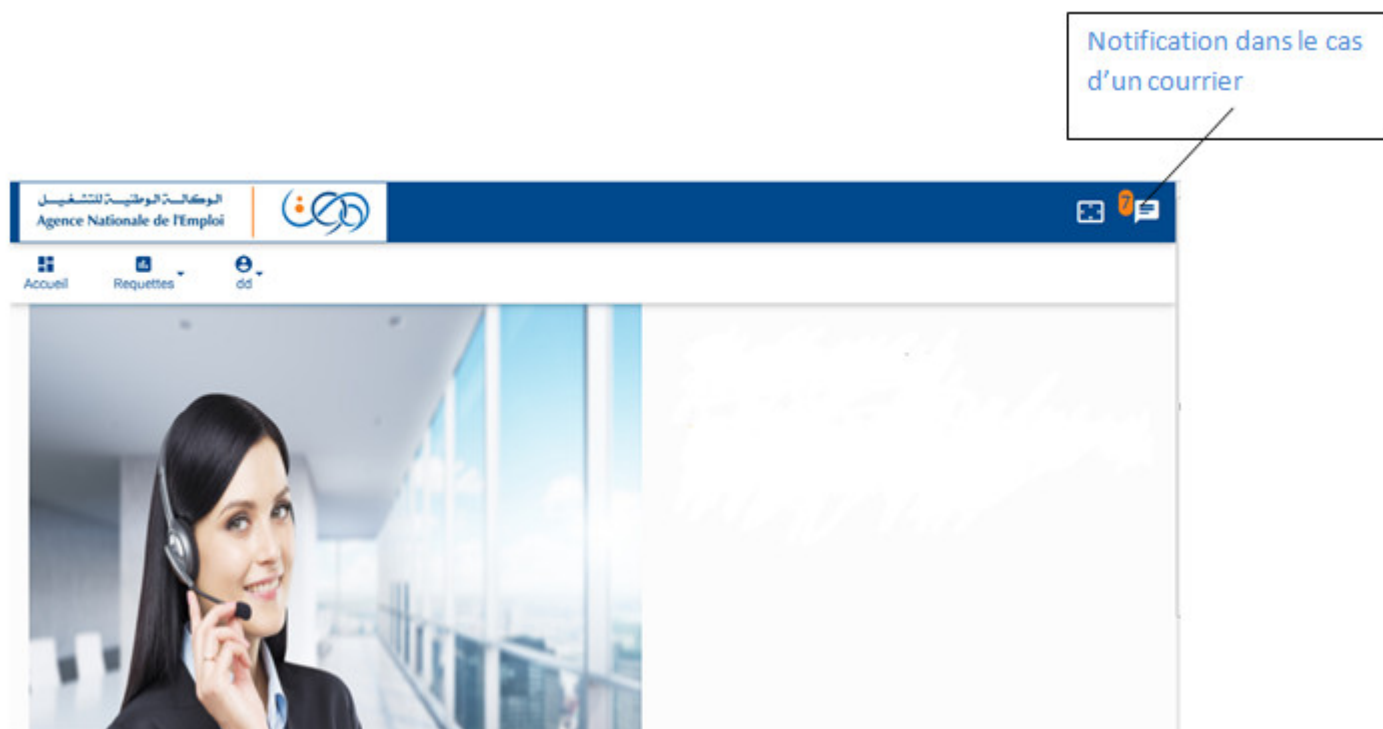 Notification dans le cas
d'un courrier
الوكالة الوطنية للتشغيل
Agence Nationale de l'Emploi
7
Accueil
Requettes
dd